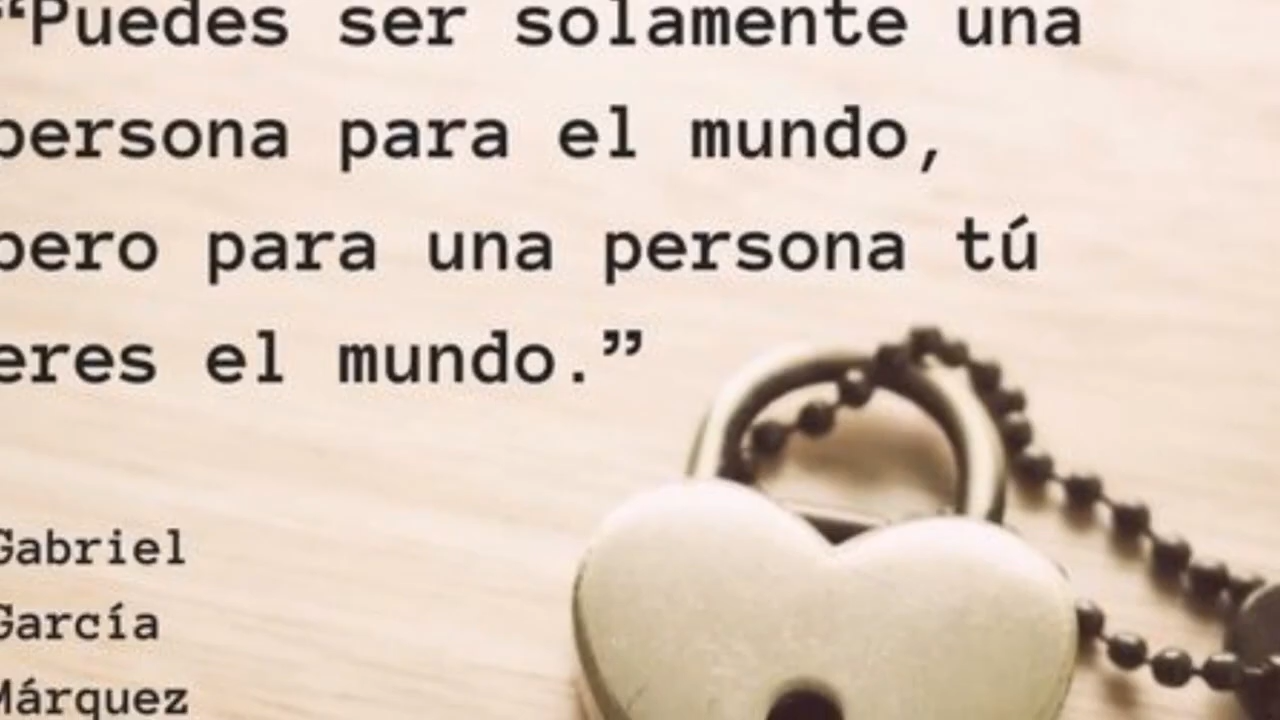 “Puedes ser solamente una
persona para el mundo,
pero para una persona tú
eres el mundo.”
Gabriel
García
Márquez